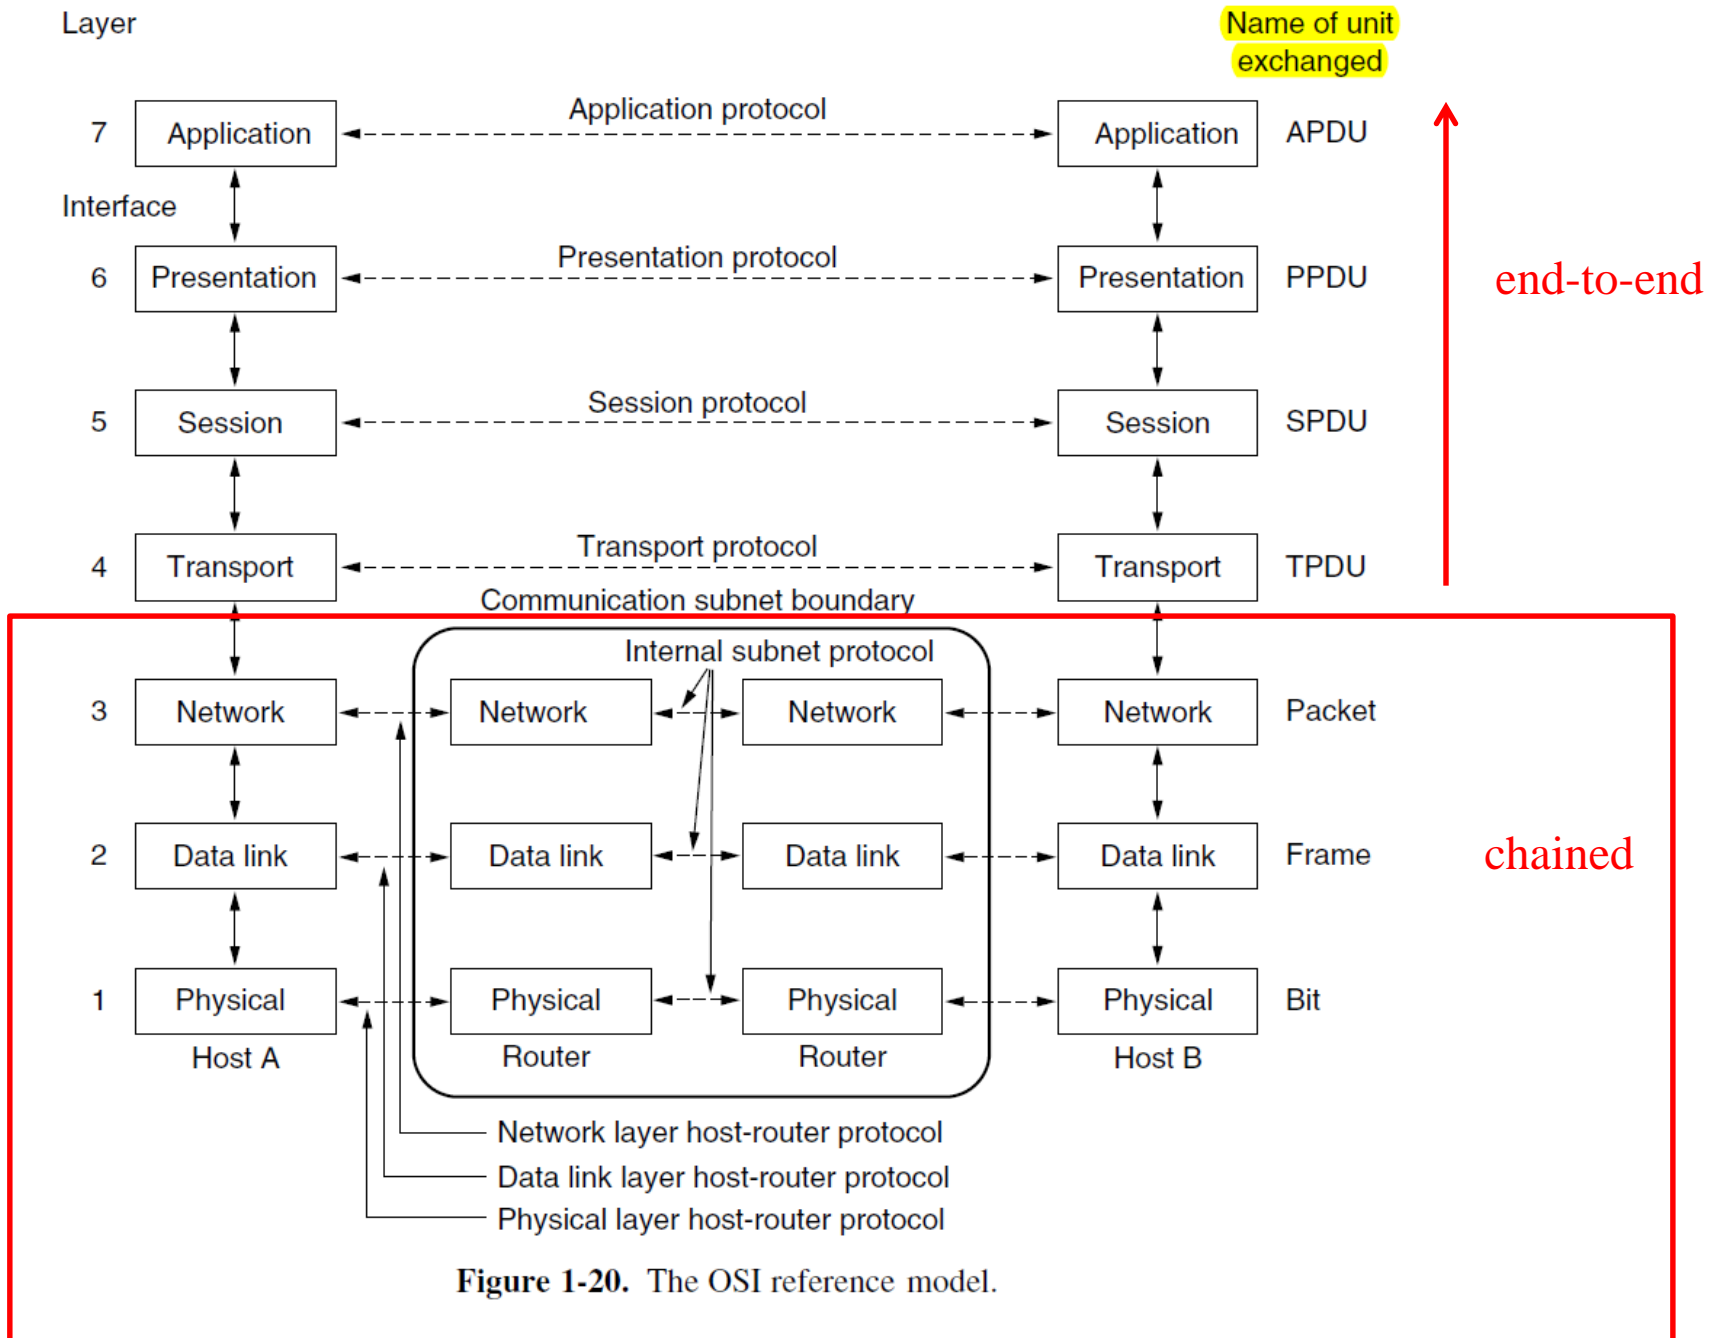 Layer
Name of unit
exchanged
Application protocol
7 Application Application APDU
Interface
Presentation protocol
6 Presentation Presentation PPDU
end-to-end
Session protocol
5 Session Session SPDU
Transport protocol
4 Transport Transport TPDU
Communication subnet boundary
Internal subnet protocol
3 Network Network Network Network Packet
2 Data link Data link Data link Data link Frame
chained
1 Physical Physical Physical Physical Bit
Host A Router Router Host B
Network layer host-router protocol
Data link layer host-router protocol
Physical layer host-router protocol
Figure 1-20. The OSI reference model.